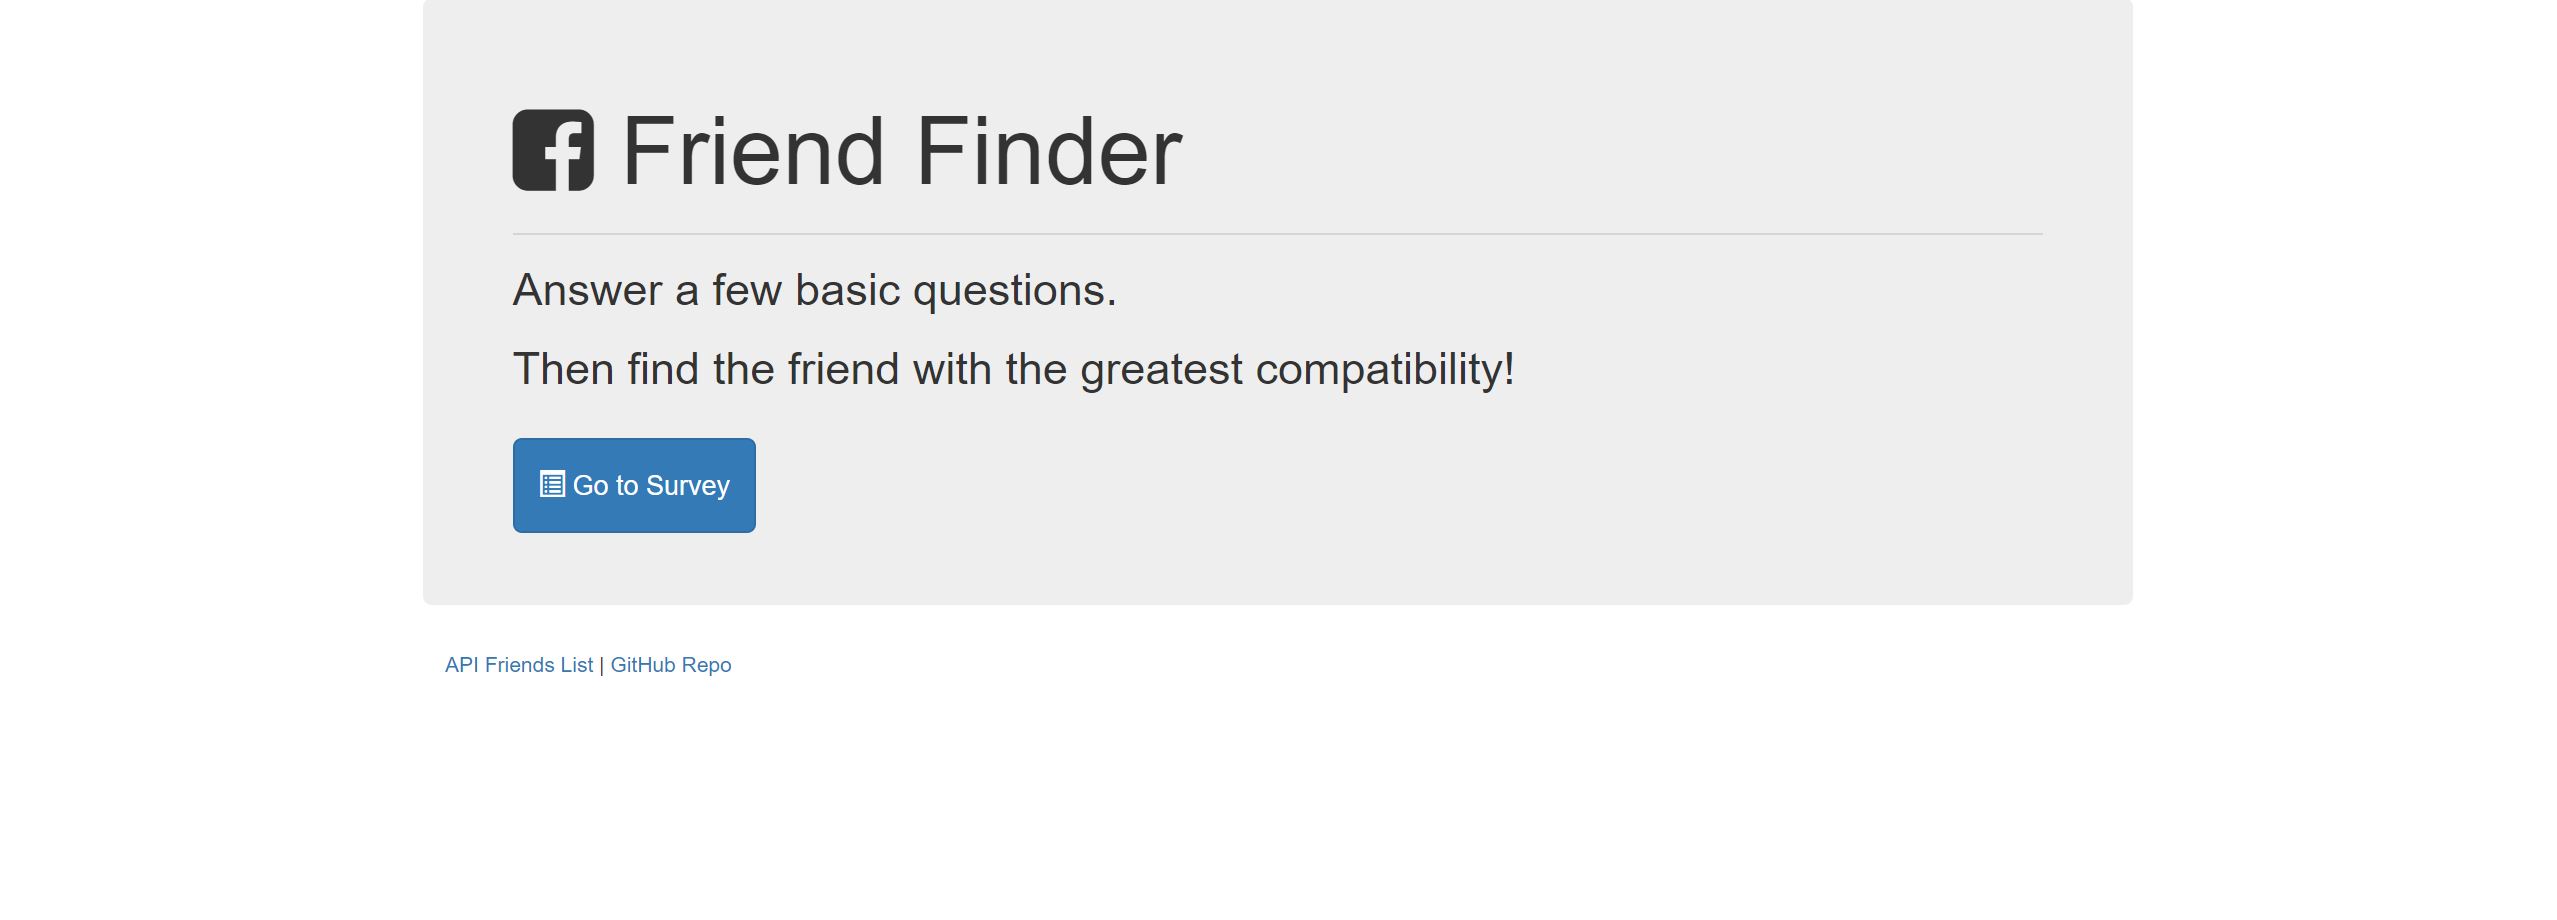 Friend Finder
Answer a few basic questions.
Then find the friend with the greatest compatibility!
Go to Survey
API Friends List | GitHub Repo